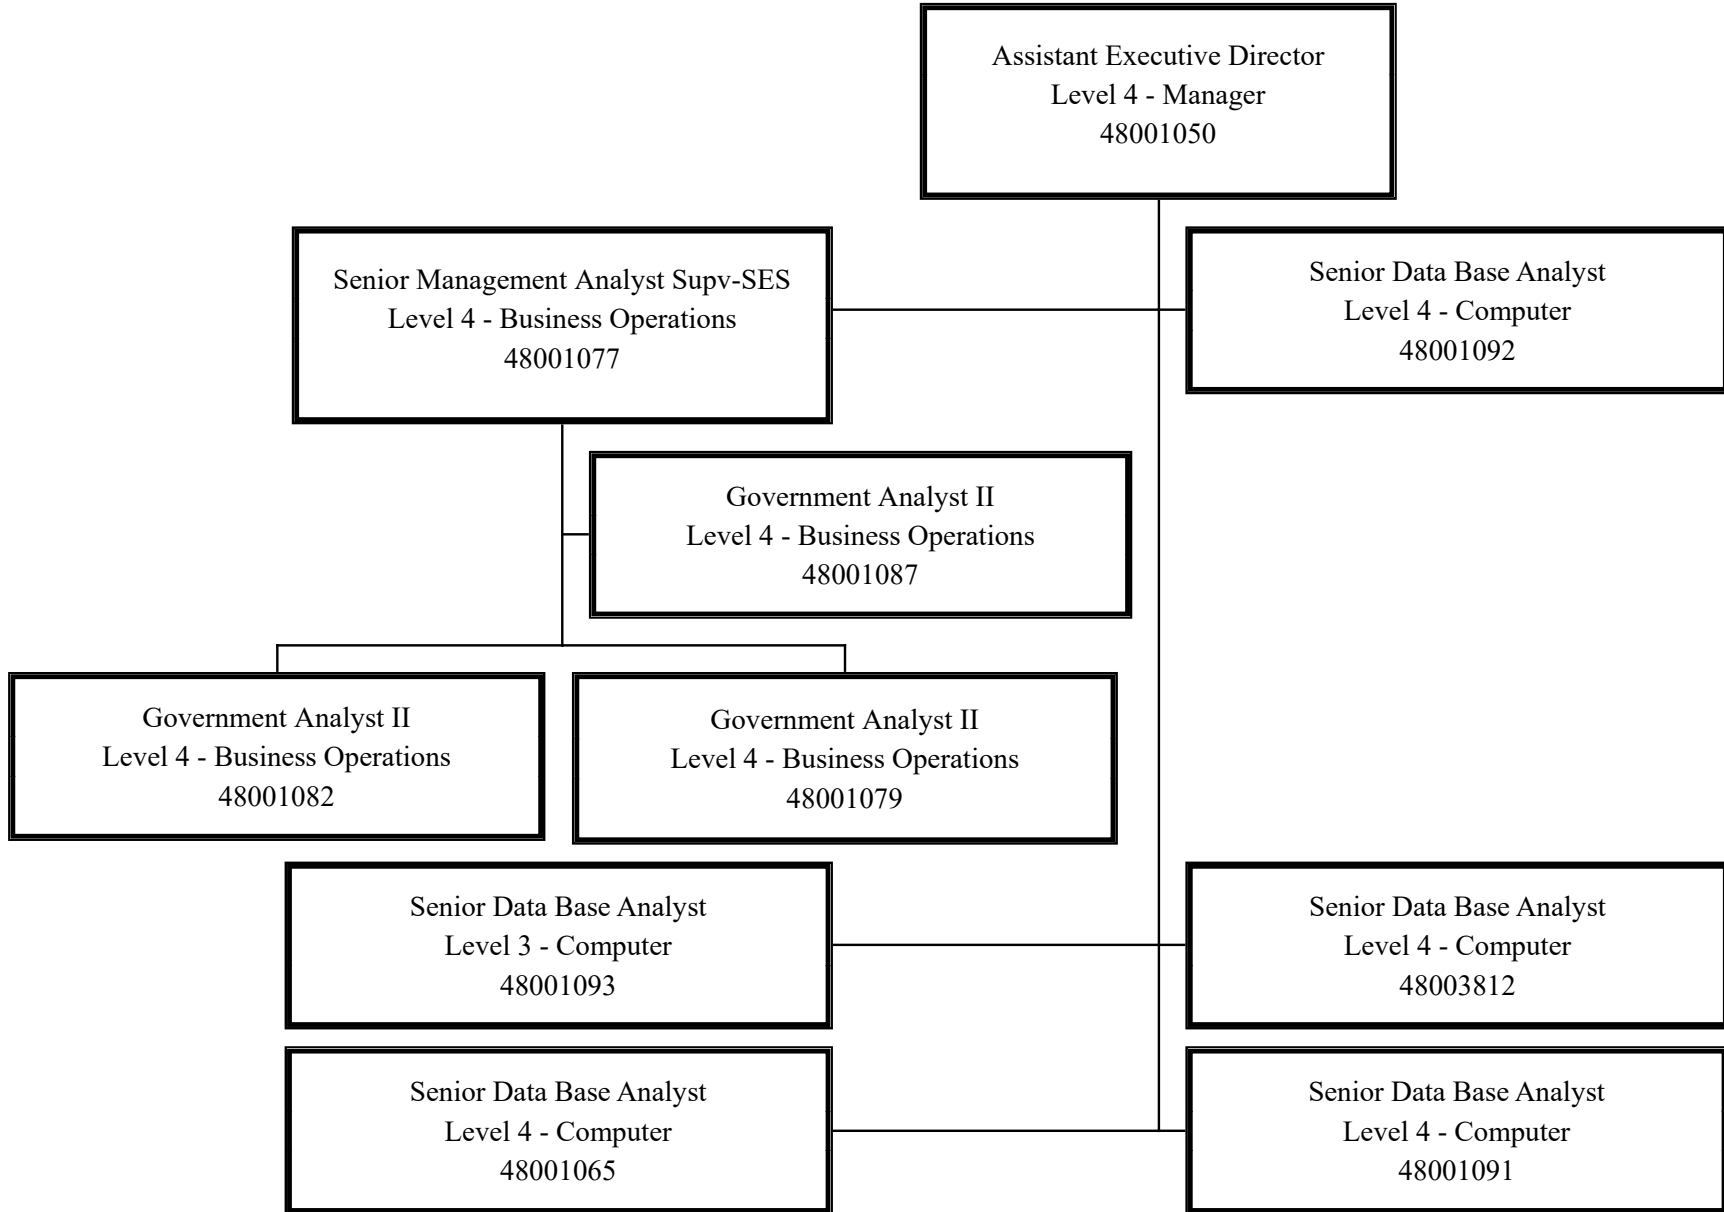 Assistant Executive Director
Level 4 - Manager
48001050
Senior Management Analyst Supv-SES
Level 4 - Business Operations
48001077
Senior Data Base Analyst
Level 4 - Computer
48001092
Government Analyst II
Level 4 - Business Operations
48001087
Government Analyst II
Level 4 - Business Operations
48001082
Government Analyst II
Level 4 - Business Operations
48001079
Senior Data Base Analyst
Level 3 - Computer
48001093
Senior Data Base Analyst
Level 4 - Computer
48003812
Senior Data Base Analyst
Level 4 - Computer
48001065
Senior Data Base Analyst
Level 4 - Computer
48001091